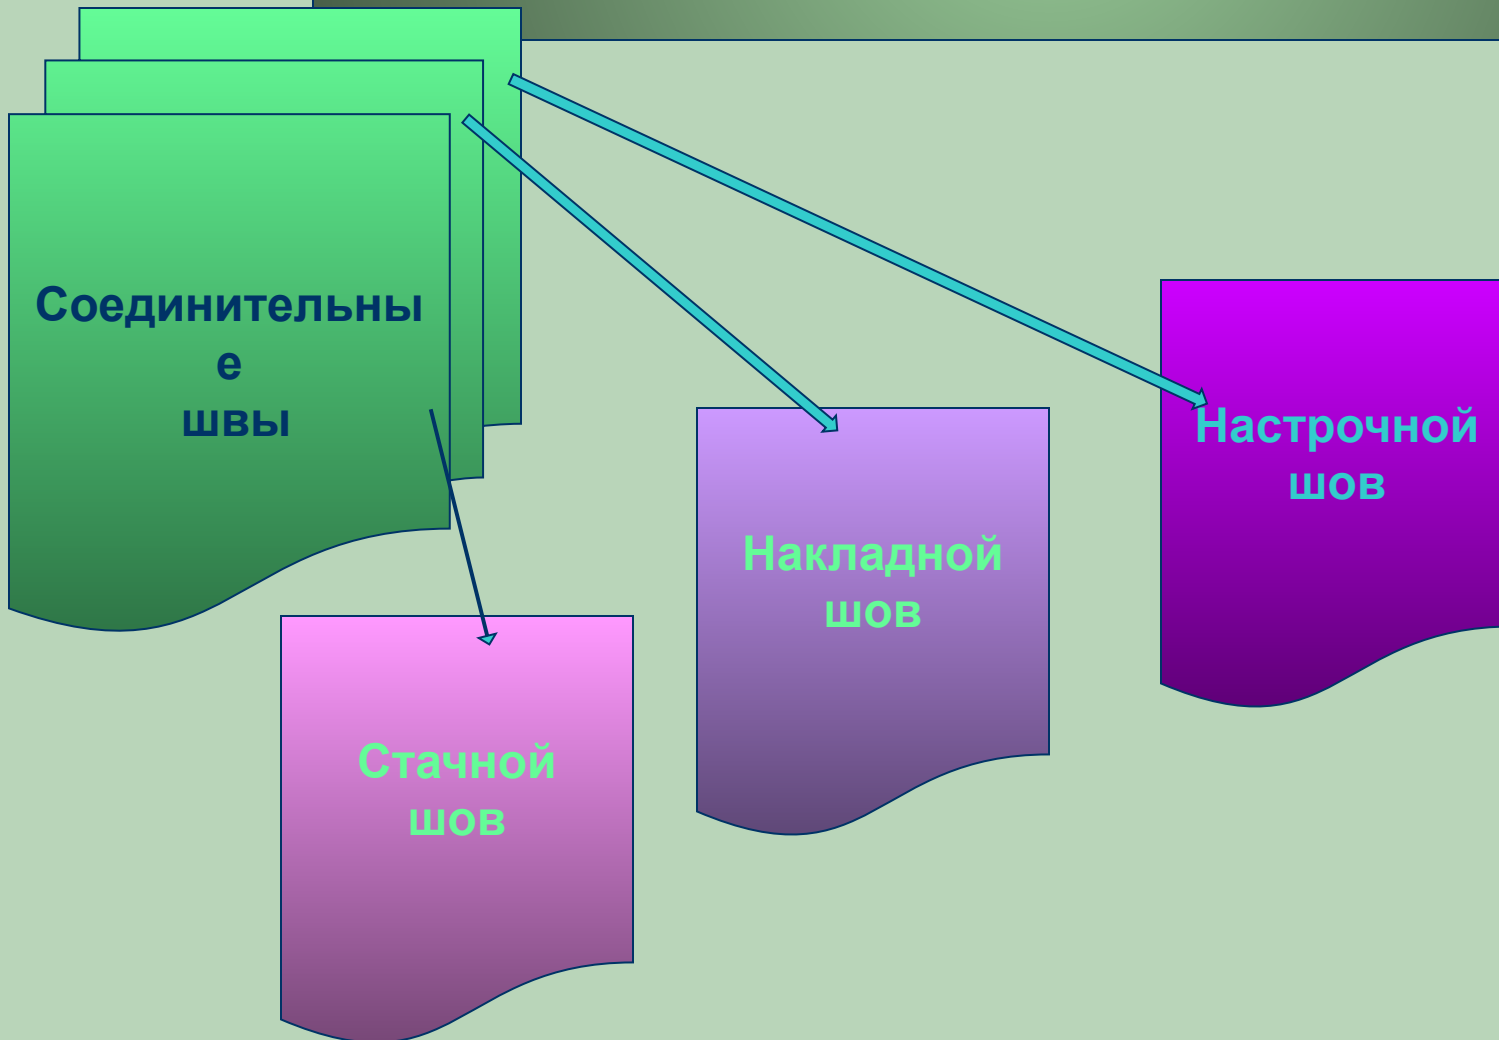 Соединительны
е
швы
Настрочной
шов
Накладной
шов
Стачной
шов